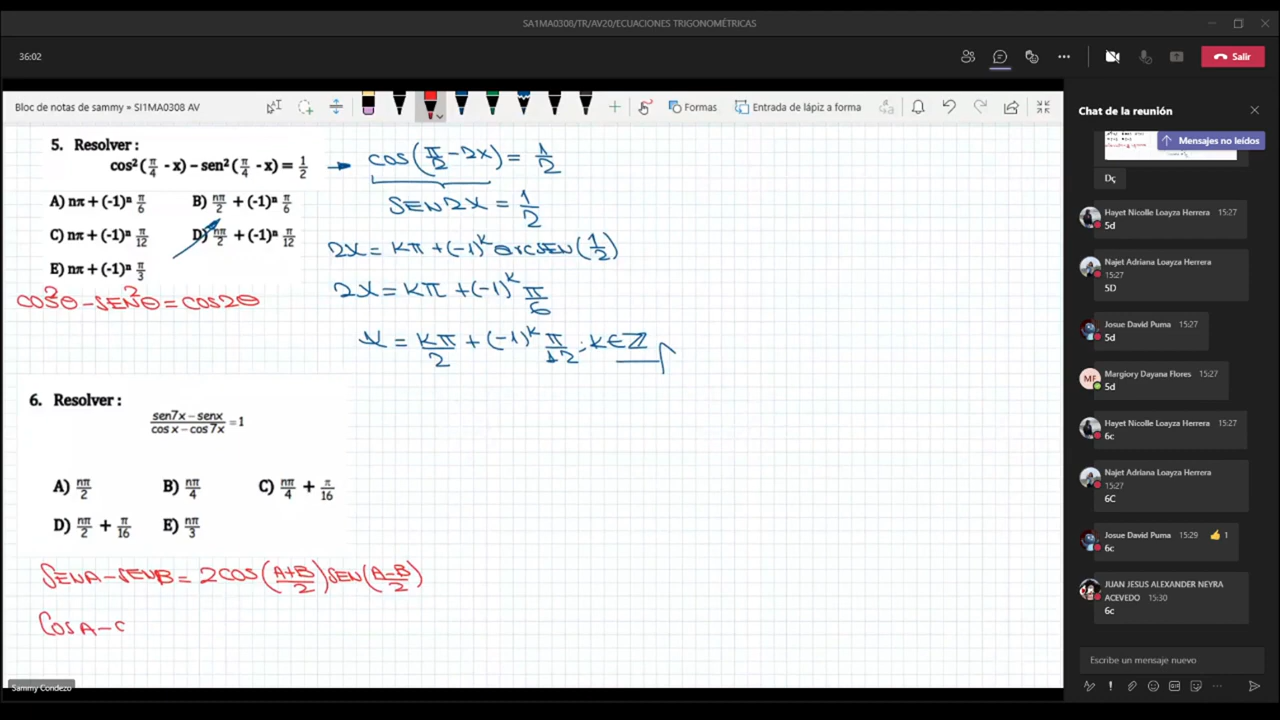 SA1MA0308/TR/AV20/ECUACIONES TRIGONOMÉTRICAS
36:02
Salir
Bloc de notas de sammy » SI1MA0308 AV
Formas
Entrada de lápiz a forma
5. Resolver :
cos²(π/4 - x) – sen²(π/4 - x) = 1/2
A) nπ + (-1)ⁿ π/6 B) nπ/2 + (-1)ⁿ π/6
C) nπ + (-1)ⁿ π/12 D) nπ/2 + (-1)ⁿ π/12
E) nπ + (-1)ⁿ π/3
COS²θ - SEN²θ = COS2θ
cos(π/2 - 2x) = 1/2
SEN2x = 1/2
2x = kπ + (-1)ᵏ arcSEN(1/2)
2x = kπ + (-1)ᵏ π/6
x = kπ/2 + (-1)ᵏ π/12 ; k ∈ ℤ
6. Resolver :
sen7x – senx / cos x – cos 7x = 1
A) nπ/2 B) nπ/4 C) nπ/4 + π/16
D) nπ/2 + π/16 E) nπ/3
SENA - SENB = 2COS(A+B/2)SEN(A-B/2)
COSA - C
Sammy Condezo
Chat de la reunión
Mensajes no leídos
Dç
Hayet Nicolle Loayza Herrera 15:27
5d
Najet Adriana Loayza Herrera
15:27
5D
Josue David Puma 15:27
5d
MF
Margiory Dayana Flores 15:27
5d
Hayet Nicolle Loayza Herrera 15:27
6c
Najet Adriana Loayza Herrera
15:27
6C
Josue David Puma 15:29 👍 1
6c
JUAN JESUS ALEXANDER NEYRA
ACEVEDO 15:30
6c
Escribe un mensaje nuevo